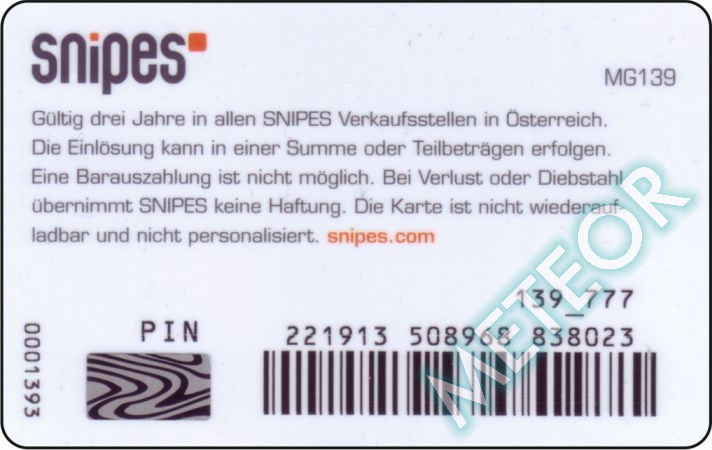 snipes
MG139
Gültig drei Jahre in allen SNIPES Verkaufsstellen in Österreich.
Die Einlösung kann in einer Summe oder Teilbeträgen erfolgen.
Eine Barauszahlung ist nicht möglich. Bei Verlust oder Diebstahl
übernimmt SNIPES keine Haftung. Die Karte ist nicht wiederauf-
ladbar und nicht personalisiert. snipes.com
METEOR
139_777
PIN
221913 508968 838023
0001393